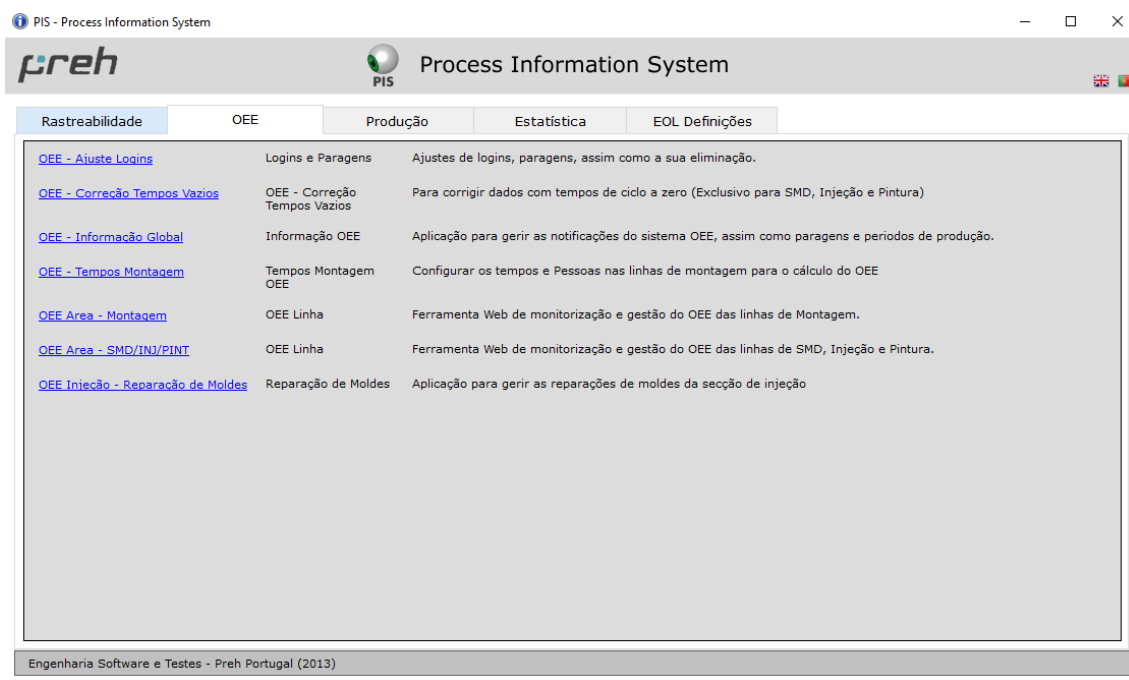 PIS - Process Information System
preh
PIS
Process Information System
Rastreabilidade OEE Produção Estatística EOL Definições
OEE - Ajuste Logins Logins e Paragens Ajustes de logins, paragens, assim como a sua eliminação.
OEE - Correção Tempos Vazios OEE - Correção Para corrigir dados com tempos de ciclo a zero (Exclusivo para SMD, Injeção e Pintura)
Tempos Vazios
OEE - Informação Global Informação OEE Aplicação para gerir as notificações do sistema OEE, assim como paragens e periodos de produção.
OEE - Tempos Montagem Tempos Montagem Configurar os tempos e Pessoas nas linhas de montagem para o cálculo do OEE
OEE
OEE Area - Montagem OEE Linha Ferramenta Web de monitorização e gestão do OEE das linhas de Montagem.
OEE Area - SMD/INJ/PINT OEE Linha Ferramenta Web de monitorização e gestão do OEE das linhas de SMD, Injeção e Pintura.
OEE Injecão - Reparação de Moldes Reparação de Moldes Aplicação para gerir as reparações de moldes da secção de injeção
Engenharia Software e Testes - Preh Portugal (2013)